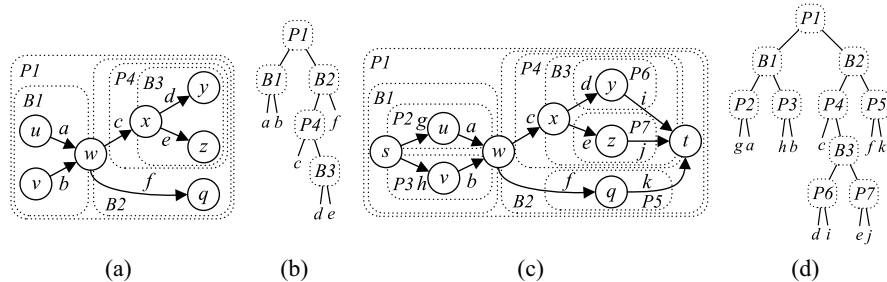 P1
B1
u
a
v
b
w
P4
B3
c
x
d
y
e
z
f
q
B2
P1
B1
B2
a b
P4
f
c
B3
d e
P1
B1
P2
g
u
a
s
P3
h
v
b
w
P4
B3
P6
c
x
d
y
i
e
z
P7
j
t
f
q
k
B2
P5
P1
B1
B2
P2
P3
P4
P5
g a
h b
c
B3
f k
P6
P7
d i
e j
(a)
(b)
(c)
(d)